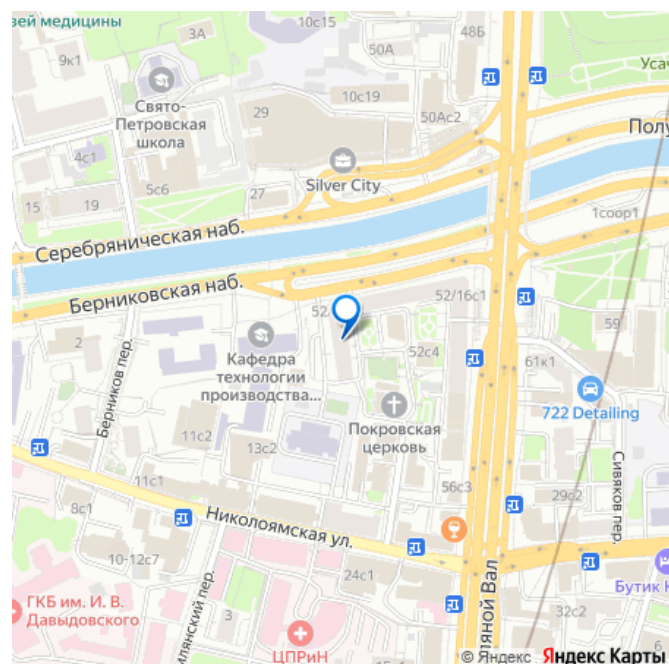 зей медицины
10с15
3А
48Б
9к1
50А
Усач
Свято-
Петровская
школа
10с19
29
50Ас2
Полу
4с1
Silver City
5с6
27
15
19
1соор1
Серебряническая наб.
Берниковская наб.
52/16с1
52/
59
2
Кафедра
технологии
производства...
52с4
61к1
722 Detailing
Берников пер.
Покровская
церковь
11с2
13с2
Сивяков пер.
11с1
56с3
29с2
8с1
Николоямская ул.
10-12с7
24с1
Бутик
ГКБ им. И. В.
Давыдовского
3
милянский пер.
ляной Вал
32с2
ЦПРиН
© Яндекс Яндекс Карты